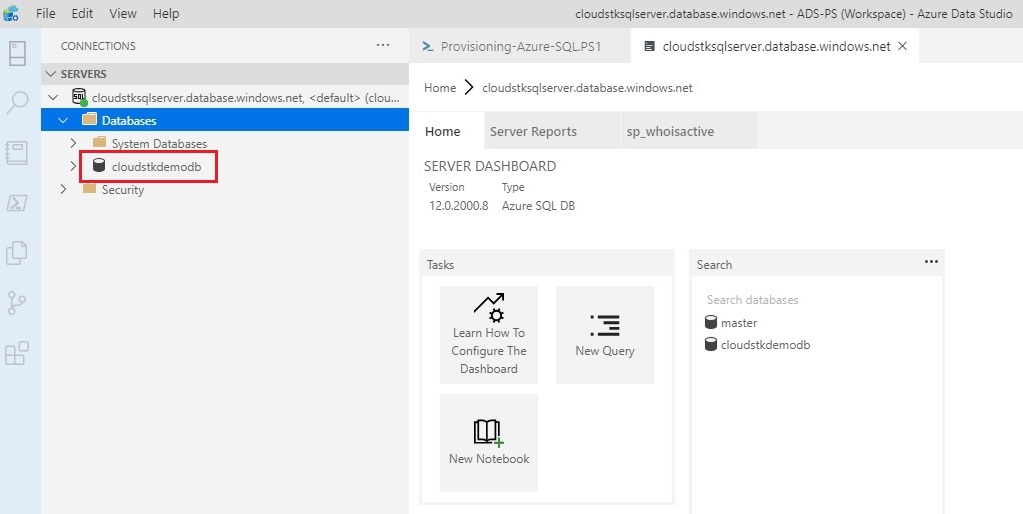 File Edit View Help
cloudstksqlserver.database.windows.net - ADS-PS (Workspace) - Azure Data Studio
CONNECTIONS
SERVERS
SQL
cloudstksqlserver.database.windows.net, <default> (clou...
Databases
System Databases
cloudstkdemodb
Security
Provisioning-Azure-SQL.PS1
cloudstksqlserver.database.windows.net
Home
cloudstksqlserver.database.windows.net
Home
Server Reports
sp_whoisactive
SERVER DASHBOARD
Version Type
12.0.2000.8 Azure SQL DB
Tasks
Learn How To
Configure The
Dashboard
New Query
New Notebook
Search
Search databases
master
cloudstkdemodb